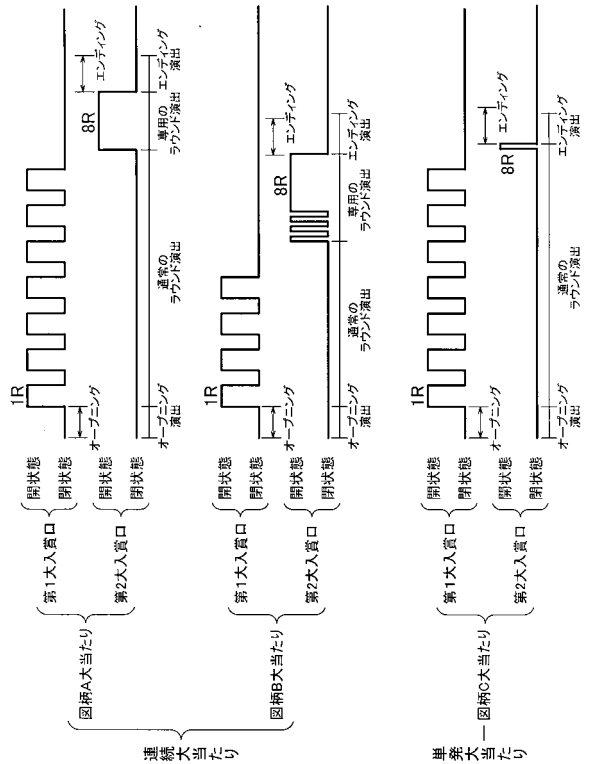 連続大当たり
図柄A大当たり
第1大入賞口
開状態
閉状態
1R
第2大入賞口
開状態
閉状態
8R
オープニング
エンディング
オープニング演出
通常のラウンド演出
専用のラウンド演出
エンディング演出
図柄B大当たり
第1大入賞口
開状態
閉状態
1R
第2大入賞口
開状態
閉状態
8R
オープニング
エンディング
オープニング演出
通常のラウンド演出
専用のラウンド演出
エンディング演出
単発大当たり
図柄C大当たり
第1大入賞口
開状態
閉状態
1R
第2大入賞口
開状態
閉状態
8R
オープニング
エンディング
オープニング演出
通常のラウンド演出
エンディング演出